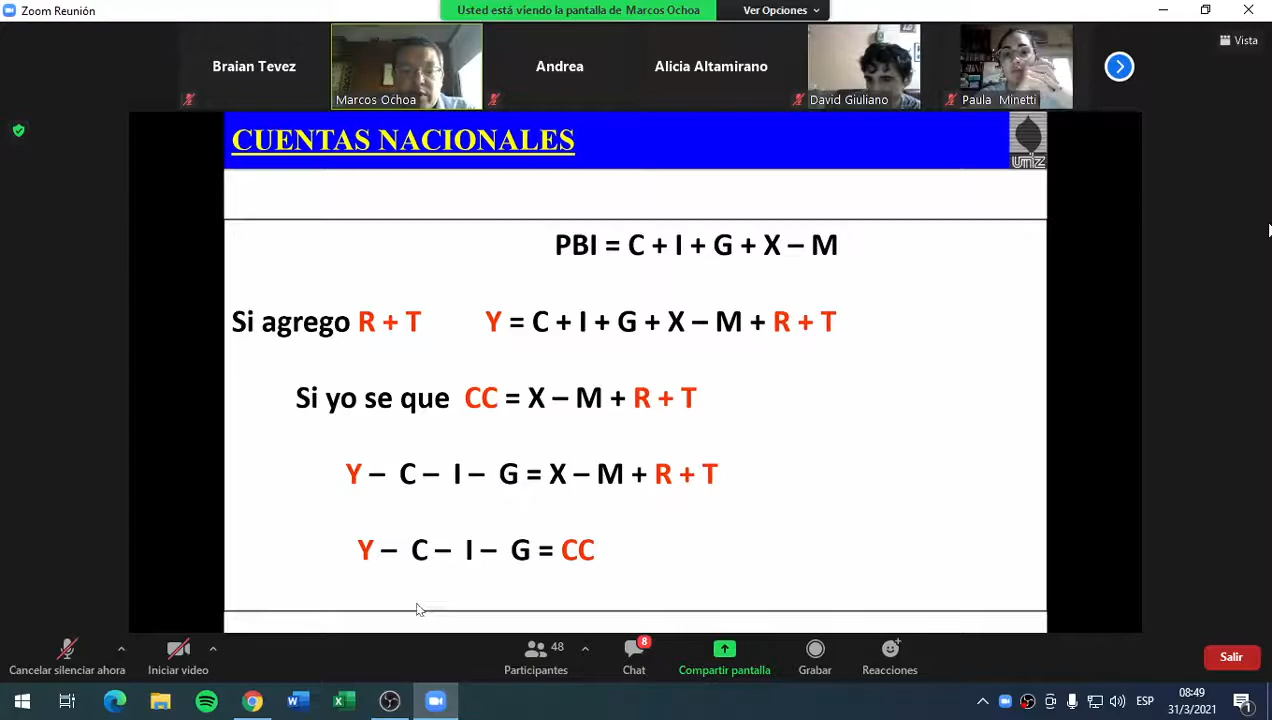 Zoom Reunión
Usted está viendo la pantalla de Marcos Ochoa
Ver Opciones
Vista
Braian Tevez
Marcos Ochoa
Andrea
Alicia Altamirano
David Giuliano
Paula Minetti
CUENTAS NACIONALES
UNLZ
PBI = C + I + G + X – M
Si agrego R + T Y = C + I + G + X – M + R + T
Si yo se que CC = X – M + R + T
Y – C – I – G = X – M + R + T
Y – C – I – G = CC
Cancelar silenciar ahora
Iniciar video
48
Participantes
8
Chat
Compartir pantalla
Grabar
Reacciones
Salir
ESP
08:49
31/3/2021
1